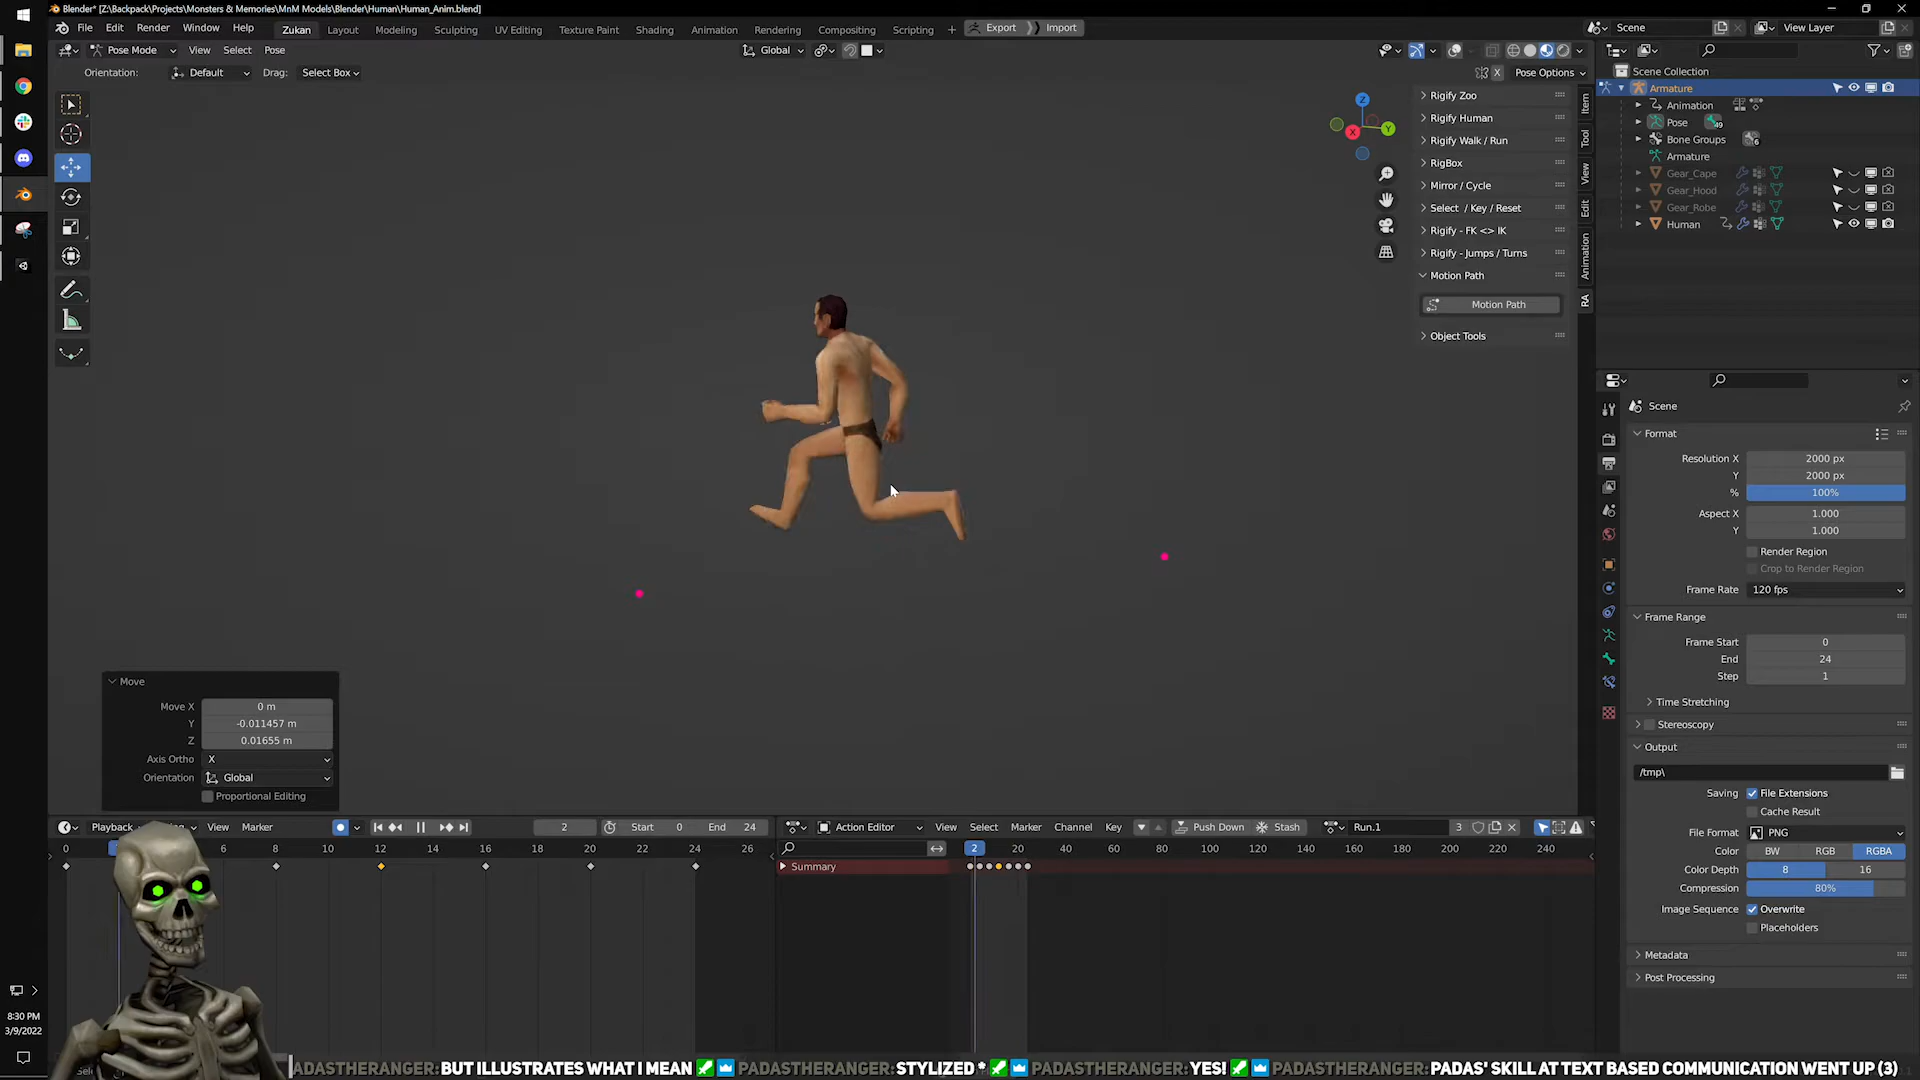 Blender* [Z:\Backpack\Projects\Monsters & Memories\MnM Models\Blender\Human\Human_Anim.blend]
File Edit Render Window Help Zukan Layout Modeling Sculpting UV Editing Texture Paint Shading Animation Rendering Compositing Scripting + Export Import Scene View Layer
Pose Mode View Select Pose Global
Orientation: Default Drag: Select Box X Pose Options
Scene Collection
Armature
Animation
Pose 49
Bone Groups 6
Armature
Gear_Cape
Gear_Hood
Gear_Robe
Human
Rigify Zoo
Rigify Human
Rigify Walk / Run
RigBox
Mirror / Cycle
Select / Key / Reset
Rigify - FK <> IK
Rigify - Jumps / Turns
Motion Path
Motion Path
Object Tools
Item
Tool
View
Edit
Animation
RA
Z
Y
X
Scene
Format
Resolution X 2000 px
Y 2000 px
% 100%
Aspect X 1.000
Y 1.000
Render Region
Crop to Render Region
Frame Rate 120 fps
Frame Range
Frame Start 0
End 24
Step 1
Time Stretching
Stereoscopy
Output
/tmp\
Saving File Extensions
Cache Result
File Format PNG
Color BW RGB RGBA
Color Depth 8 16
Compression 80%
Image Sequence Overwrite
Placeholders
Metadata
Post Processing
Move
Move X 0 m
Y -0.011457 m
Z 0.01655 m
Axis Ortho X
Orientation Global
Proportional Editing
Playback View Marker 2 Start 0 End 24
0 6 8 10 12 14 16 18 20 22 24 26
Action Editor View Select Marker Channel Key Push Down Stash Run.1 3
2 20 40 60 80 100 120 140 160 180 200 220 240
Summary
8:30 PM
3/9/2022
ADASTHERANGER: BUT ILLUSTRATES WHAT I MEAN PADASTHERANGER: STYLIZED* PADASTHERANGER: YES! PADASTHERANGER: PADAS' SKILL AT TEXT BASED COMMUNICATION WENT UP (3)